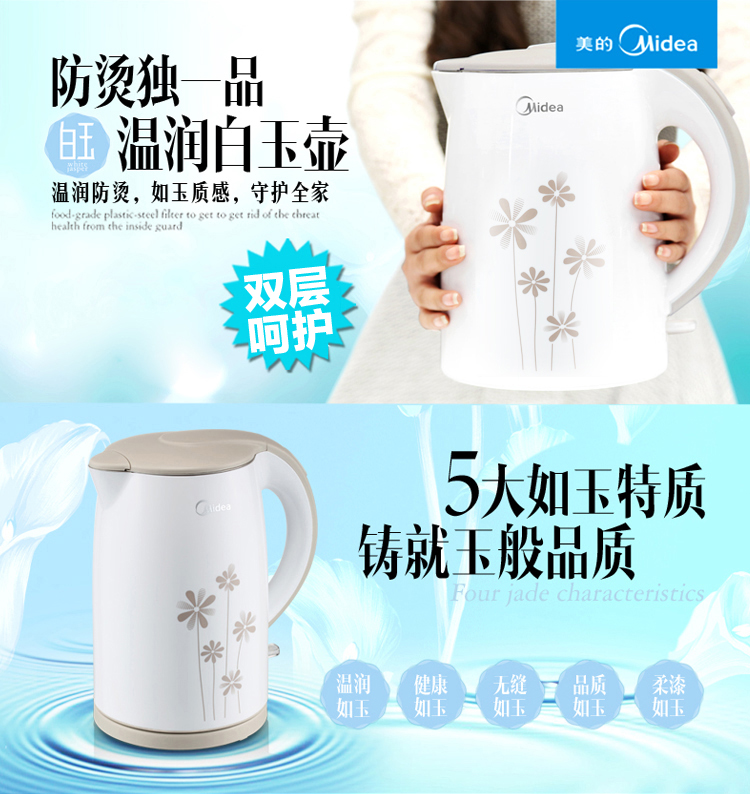 美的 Midea
防烫独一品
白玉
white
温润白玉壶
温润防烫，如玉质感，守护全家
food-grade plastic-steel filter to get to get rid of the threat
health from the inside guard
Midea
双层
呵护
Midea
5大如玉特质
铸就玉般品质
Four jade characteristics
温润
如玉
健康
如玉
无缝
如玉
品质
如玉
柔漆
如玉